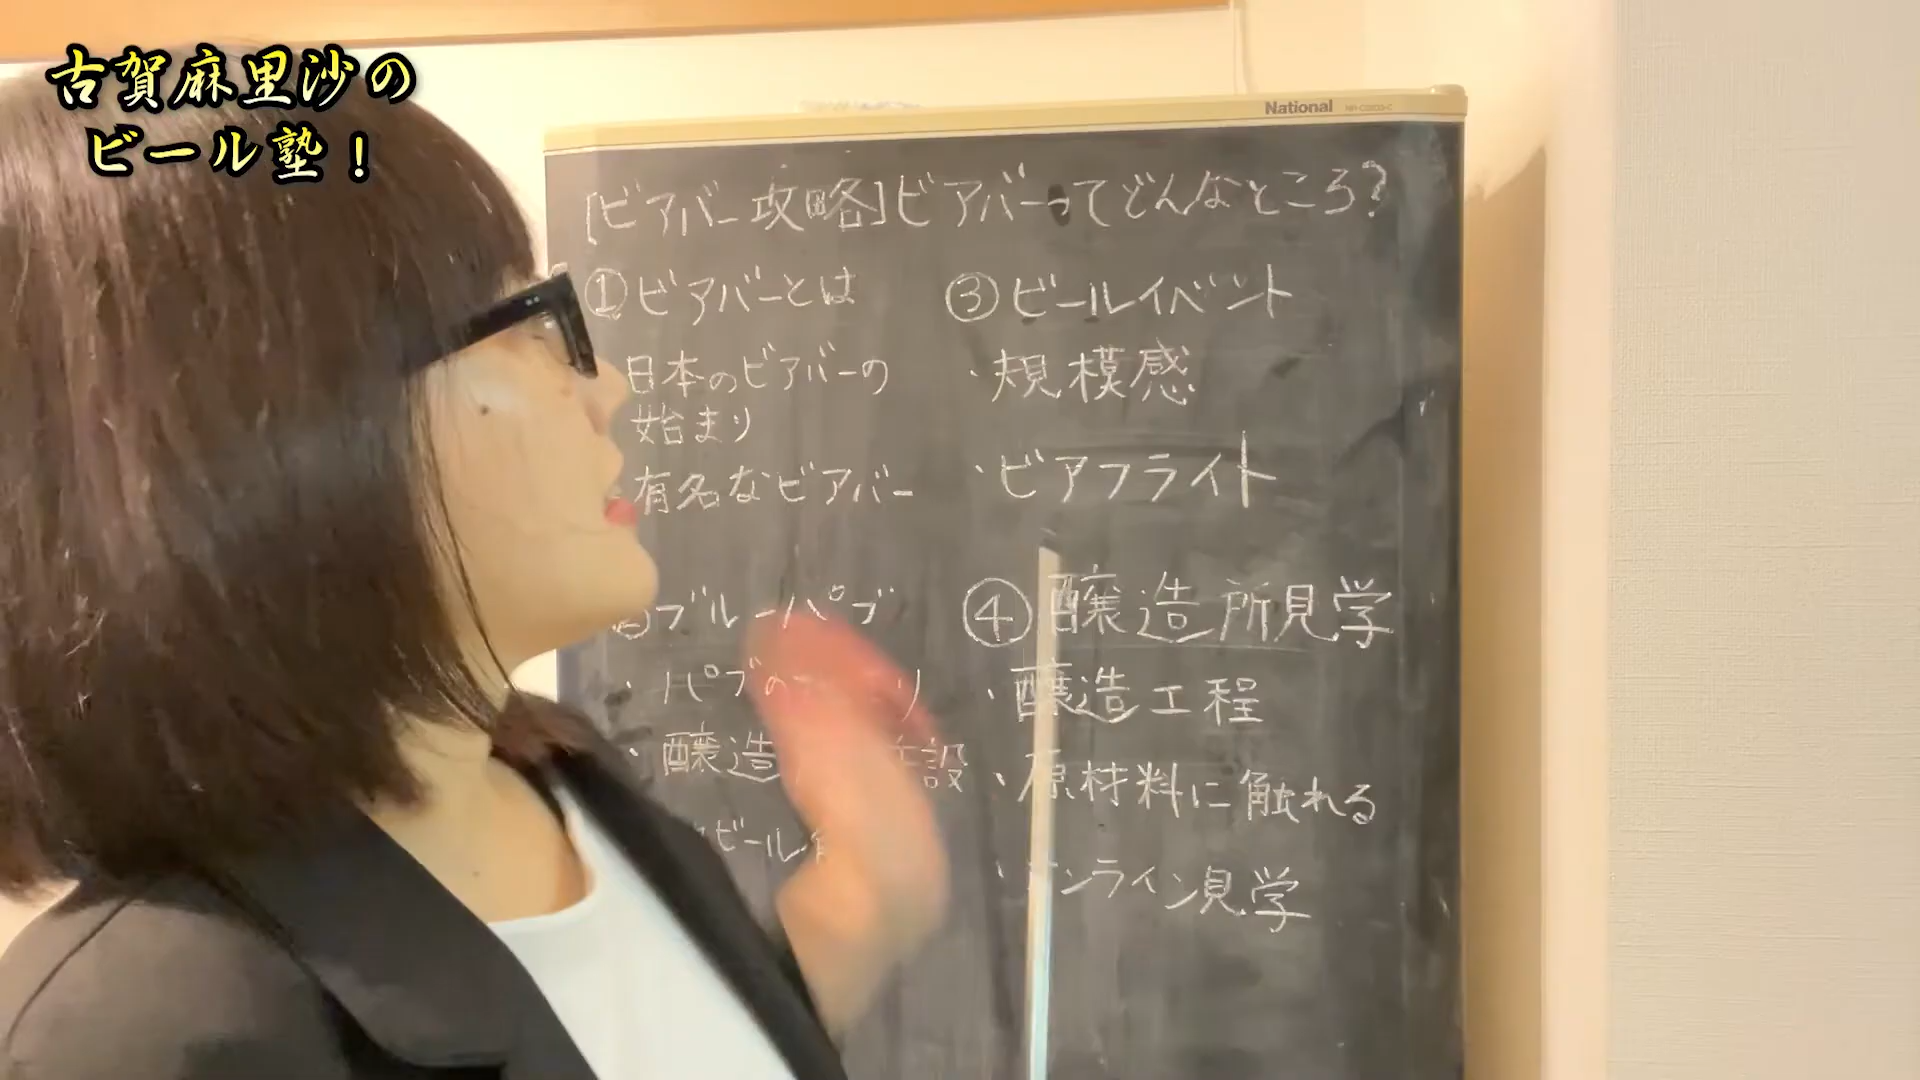 古賀麻里沙の
ビール塾！
National
[ビアバー攻略]ビアバーってどんなところ？
①ビアバーとは
日本のビアバーの
始まり
有名なビアバー
ブルーパブ
・パブの
・醸造 設
ビール
③ビールイベント
・規模感
・ビアフライト
④醸造所見学
・醸造工程
・原材料に触れる
・オンライン見学